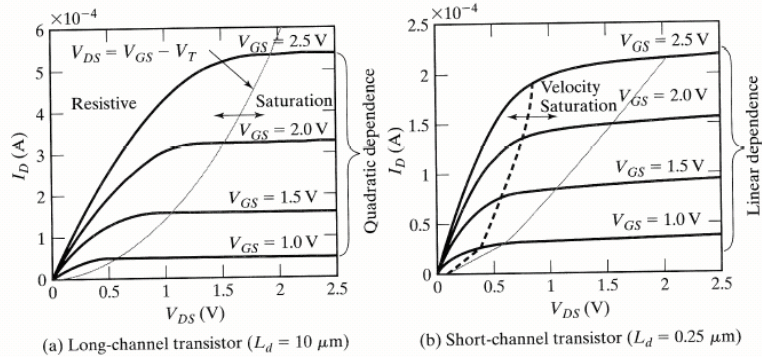 ×10⁻⁴
6
5
4
3
2
1
0
0
0.5
1
1.5
2
2.5
I_D (A)
V_DS (V)
V_DS = V_GS − V_T
V_GS = 2.5 V
Resistive
Saturation
V_GS = 2.0 V
V_GS = 1.5 V
V_GS = 1.0 V
Quadratic dependence
(a) Long-channel transistor (L_d = 10 μm)
×10⁻⁴
2.5
2
1.5
1
0.5
0
0
0.5
1
1.5
2
2.5
I_D (A)
V_DS (V)
V_GS = 2.5 V
Velocity
Saturation
V_GS = 2.0 V
V_GS = 1.5 V
V_GS = 1.0 V
Linear dependence
(b) Short-channel transistor (L_d = 0.25 μm)